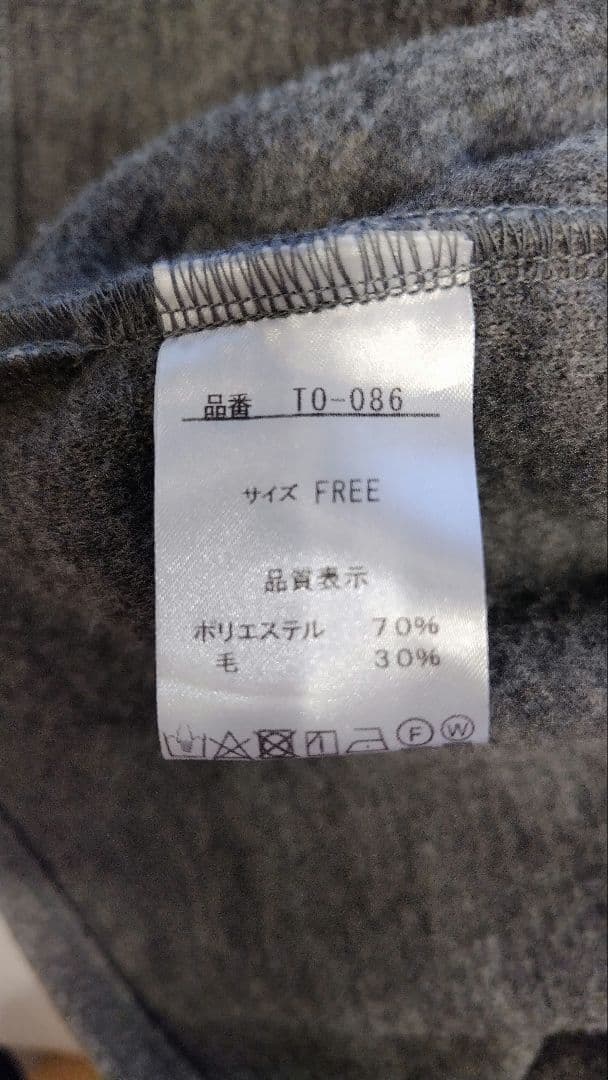 品番 TO-086
サイズ FREE
品質表示
ポリエステル 70%
毛 30%
F W